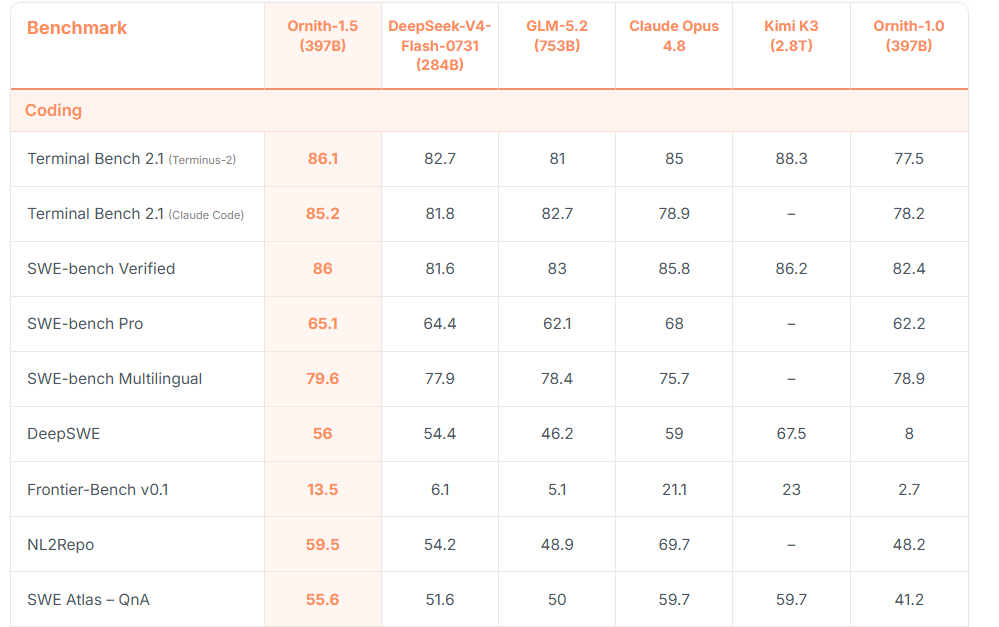 Benchmark Ornith-1.5 (397B) DeepSeek-V4-Flash-0731 (284B) GLM-5.2 (753B) Claude Opus 4.8 Kimi K3 (2.8T) Ornith-1.0 (397B)
Coding
Terminal Bench 2.1 (Terminus-2) 86.1 82.7 81 85 88.3 77.5
Terminal Bench 2.1 (Claude Code) 85.2 81.8 82.7 78.9 – 78.2
SWE-bench Verified 86 81.6 83 85.8 86.2 82.4
SWE-bench Pro 65.1 64.4 62.1 68 – 62.2
SWE-bench Multilingual 79.6 77.9 78.4 75.7 – 78.9
DeepSWE 56 54.4 46.2 59 67.5 8
Frontier-Bench v0.1 13.5 6.1 5.1 21.1 23 2.7
NL2Repo 59.5 54.2 48.9 69.7 – 48.2
SWE Atlas – QnA 55.6 51.6 50 59.7 59.7 41.2